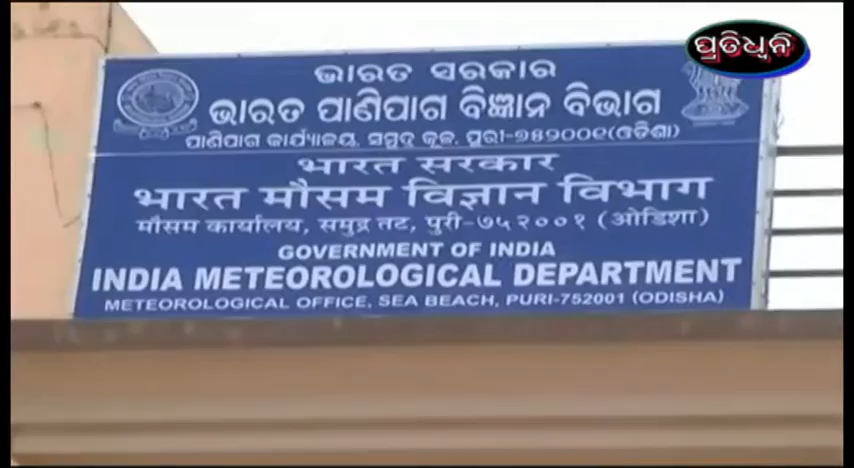 ପ୍ରତିଧ୍ୱନି
ଭାରତ ସରକାର
ଭାରତ ପାଣିପାଗ ବିଜ୍ଞାନ ବିଭାଗ
ପାଣିପାଗ କାର୍ଯ୍ୟାଳୟ, ସମୁଦ୍ର କୂଳ, ପୁରୀ-୭୫୨୦୦୧(ଓଡିଶା)
भारत सरकार
भारत मौसम विज्ञान विभाग
मौसम कार्यालय, समुद्र तट, पुरी-७५२००१ (ओडिशा)
GOVERNMENT OF INDIA
INDIA METEOROLOGICAL DEPARTMENT
METEOROLOGICAL OFFICE, SEA BEACH, PURI-752001 (ODISHA)